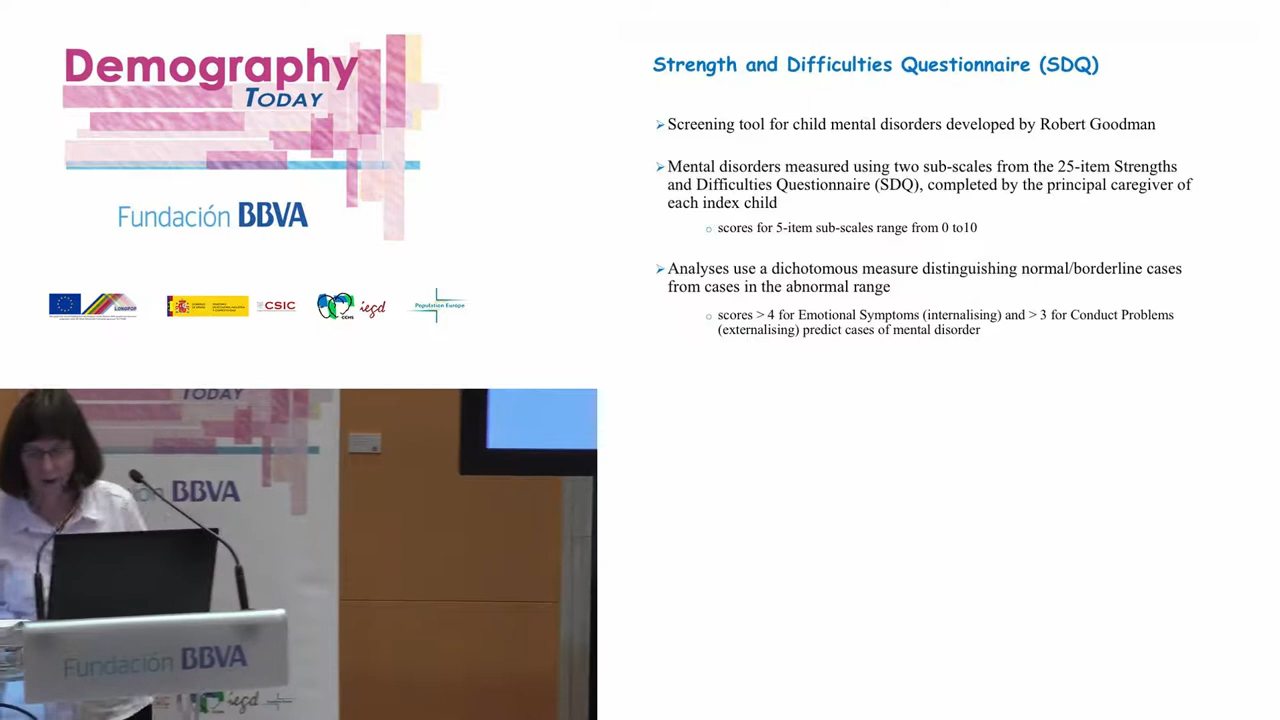 Demography
TODAY
Fundación BBVA
LONGPOP
CSIC
CCHS
iegd
Population Europe
Strength and Difficulties Questionnaire (SDQ)
Screening tool for child mental disorders developed by Robert Goodman
Mental disorders measured using two sub-scales from the 25-item Strengths
and Difficulties Questionnaire (SDQ), completed by the principal caregiver of
each index child
scores for 5-item sub-scales range from 0 to10
Analyses use a dichotomous measure distinguishing normal/borderline cases
from cases in the abnormal range
scores > 4 for Emotional Symptoms (internalising) and > 3 for Conduct Problems
(externalising) predict cases of mental disorder
TODAY
BBVA
Fundación BBVA
iegd